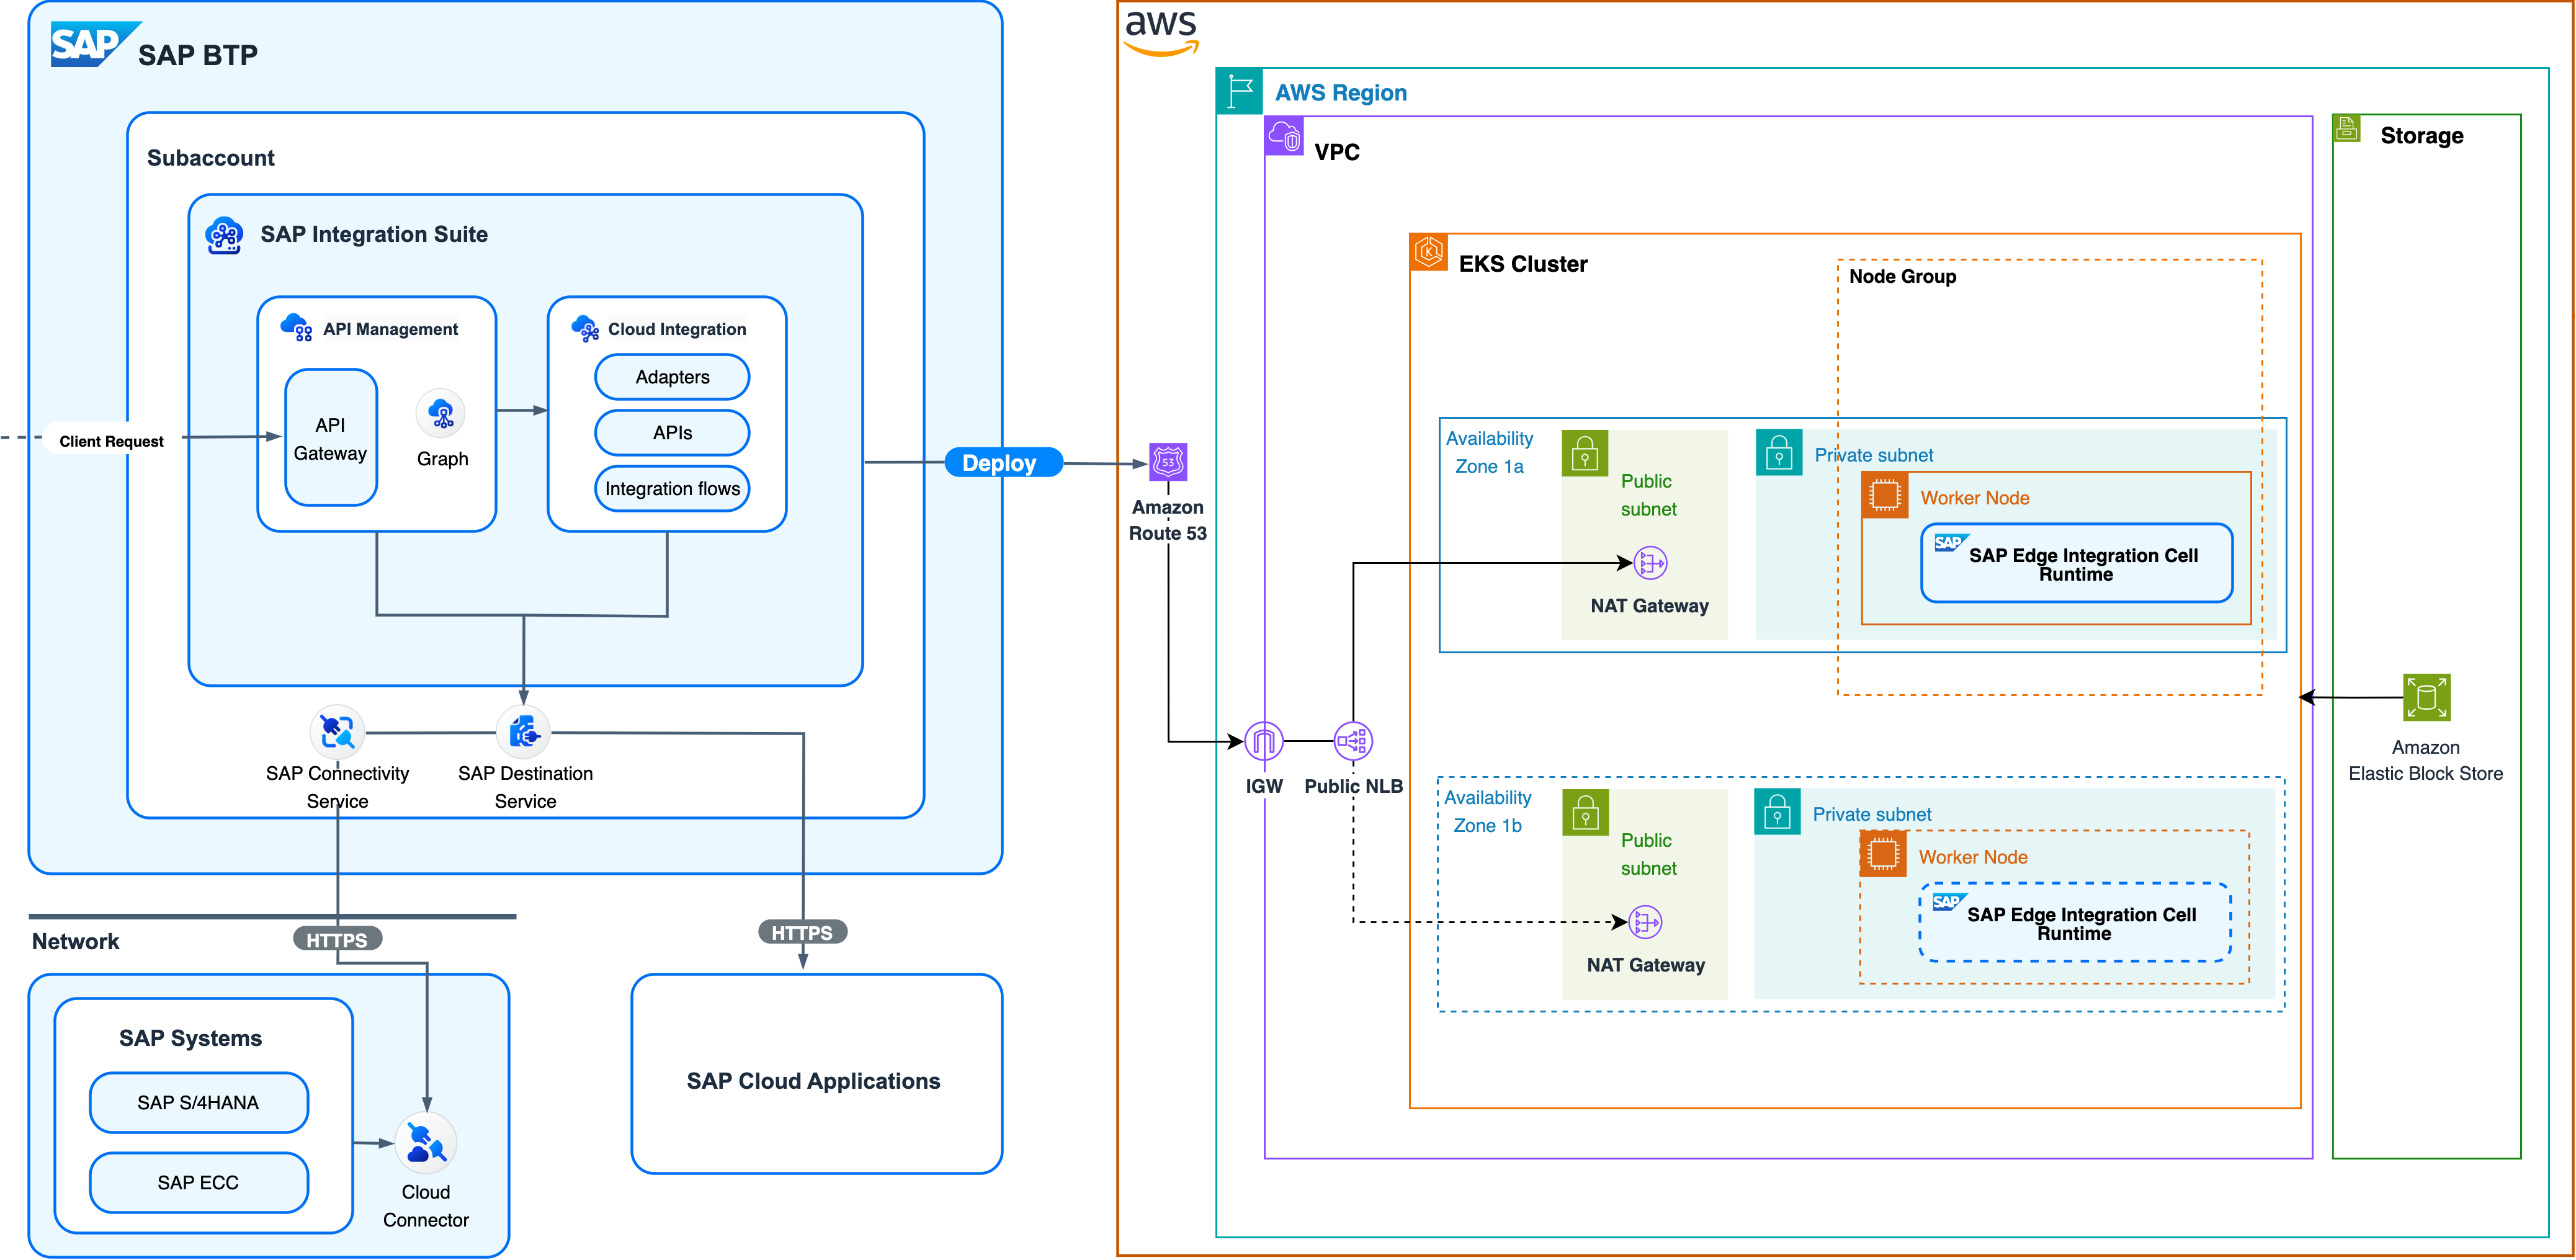 SAP
SAP BTP
Subaccount
SAP Integration Suite
API Management
API
Gateway
Graph
Cloud Integration
Adapters
APIs
Integration flows
Client Request
Deploy
SAP Connectivity
Service
SAP Destination
Service
Network
HTTPS
HTTPS
SAP Systems
SAP S/4HANA
SAP ECC
Cloud
Connector
SAP Cloud Applications
aws
AWS Region
VPC
53
Amazon
Route 53
IGW
Public NLB
K
EKS Cluster
Node Group
Availability
Zone 1a
Public
subnet
NAT Gateway
Private subnet
Worker Node
SAP
SAP Edge Integration Cell
Runtime
Availability
Zone 1b
Public
subnet
NAT Gateway
Private subnet
Worker Node
SAP
SAP Edge Integration Cell
Runtime
Storage
Amazon
Elastic Block Store